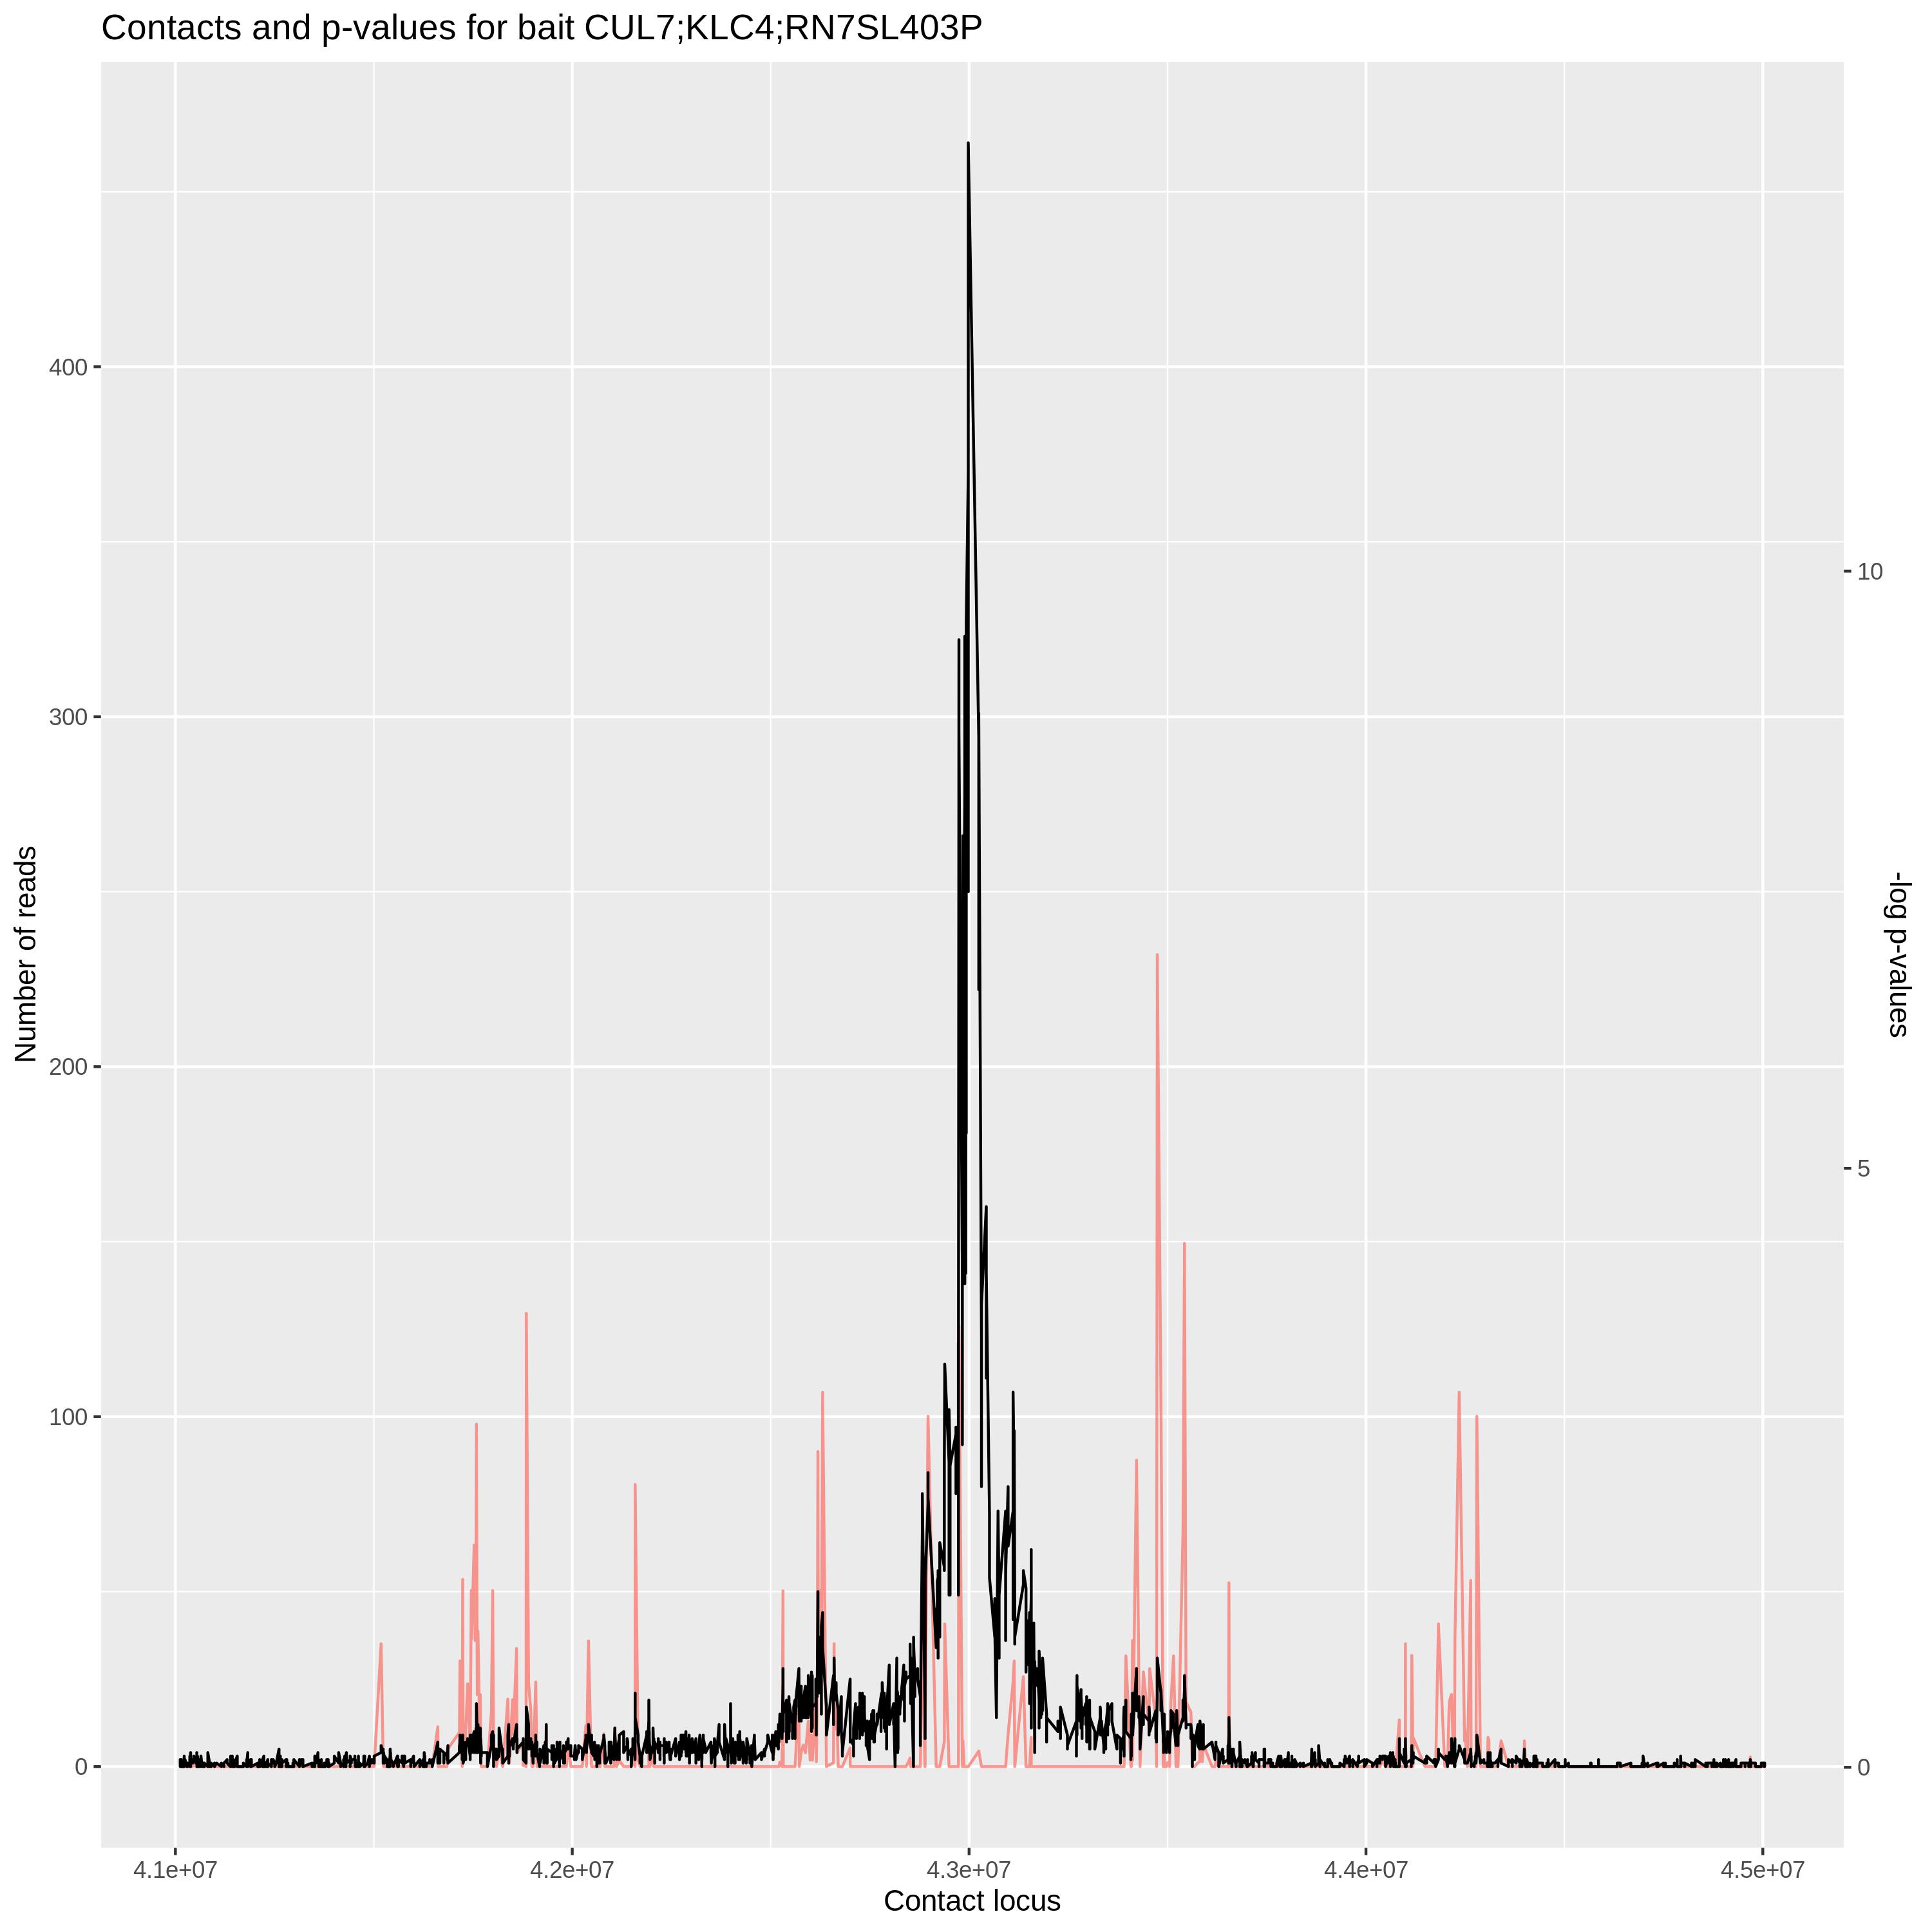 Contacts and p-values for bait CUL7;KLC4;RN7SL403P
400
300
200
100
0
Number of reads
10
5
0
-log p-values
4.1e+07
4.2e+07
4.3e+07
4.4e+07
4.5e+07
Contact locus